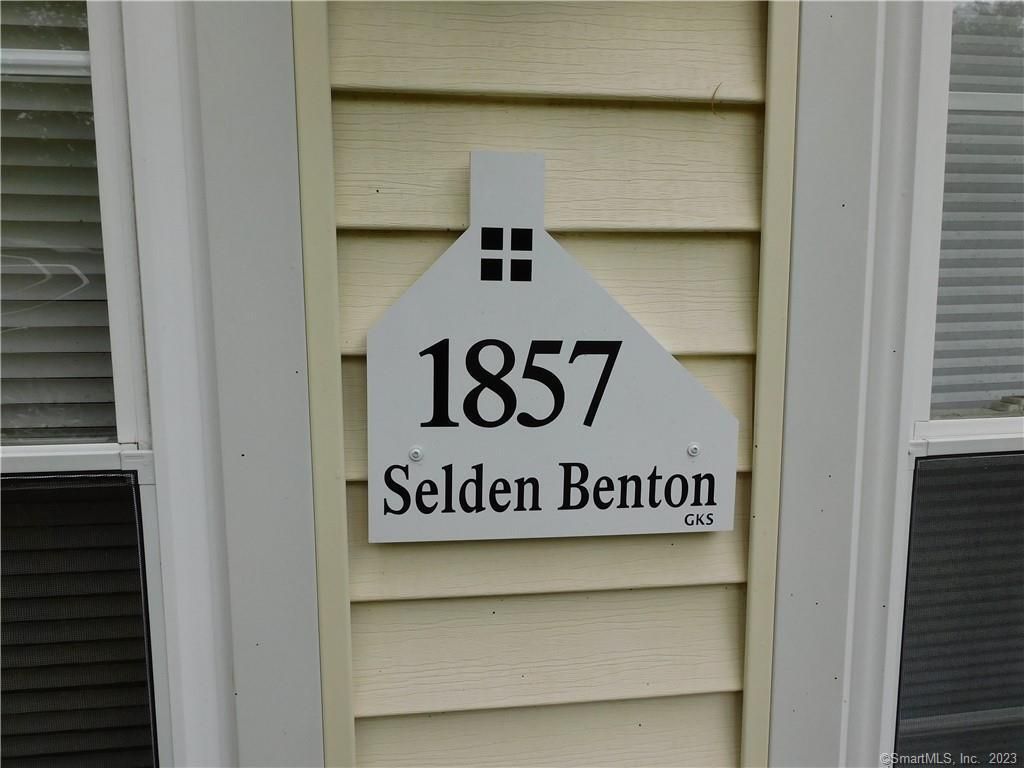 1857
Selden Benton
GKS
©SmartMLS, Inc. 2023